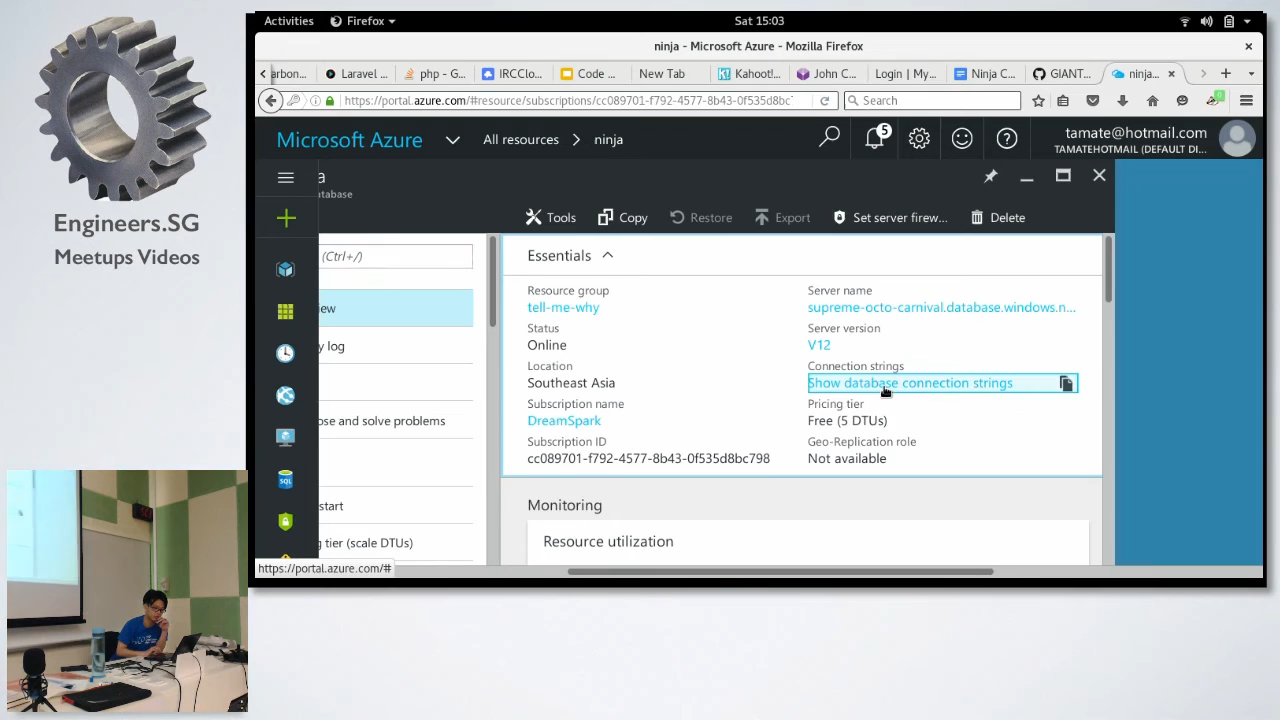 Activities
Firefox
Sat 15:03
ninja - Microsoft Azure - Mozilla Firefox
arbon...
Laravel ...
php - G...
IRCClo...
Code ...
New Tab
Kahoot!...
John C...
Login | My...
Ninja C...
GIANT...
ninja...
https://portal.azure.com/#resource/subscriptions/cc089701-f792-4577-8b43-0f535d8bc7
Search
Microsoft Azure
All resources
ninja
5
tamate@hotmail.com
TAMATEHOTMAIL (DEFAULT DI...
a
atabase
Tools
Copy
Restore
Export
Set server firew...
Delete
(Ctrl+/)
iew
y log
ose and solve problems
start
g tier (scale DTUs)
Essentials
Resource group
tell-me-why
Status
Online
Location
Southeast Asia
Subscription name
DreamSpark
Subscription ID
cc089701-f792-4577-8b43-0f535d8bc798
Server name
supreme-octo-carnival.database.windows.n...
Server version
V12
Connection strings
Show database connection strings
Pricing tier
Free (5 DTUs)
Geo-Replication role
Not available
Monitoring
Resource utilization
SQL
https://portal.azure.com/#
Engineers.SG
Meetups Videos